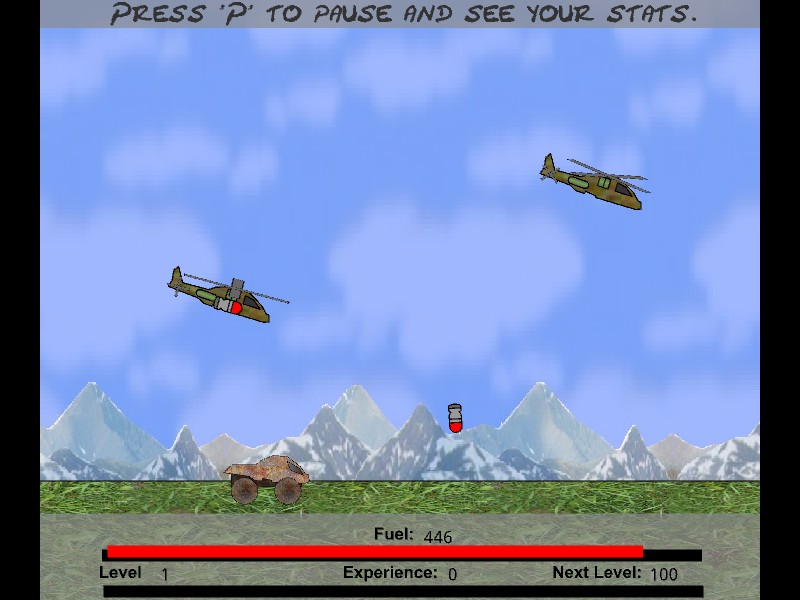 Press 'P' to pause and see your stats.
Fuel: 446
Level 1 Experience: 0 Next Level: 100